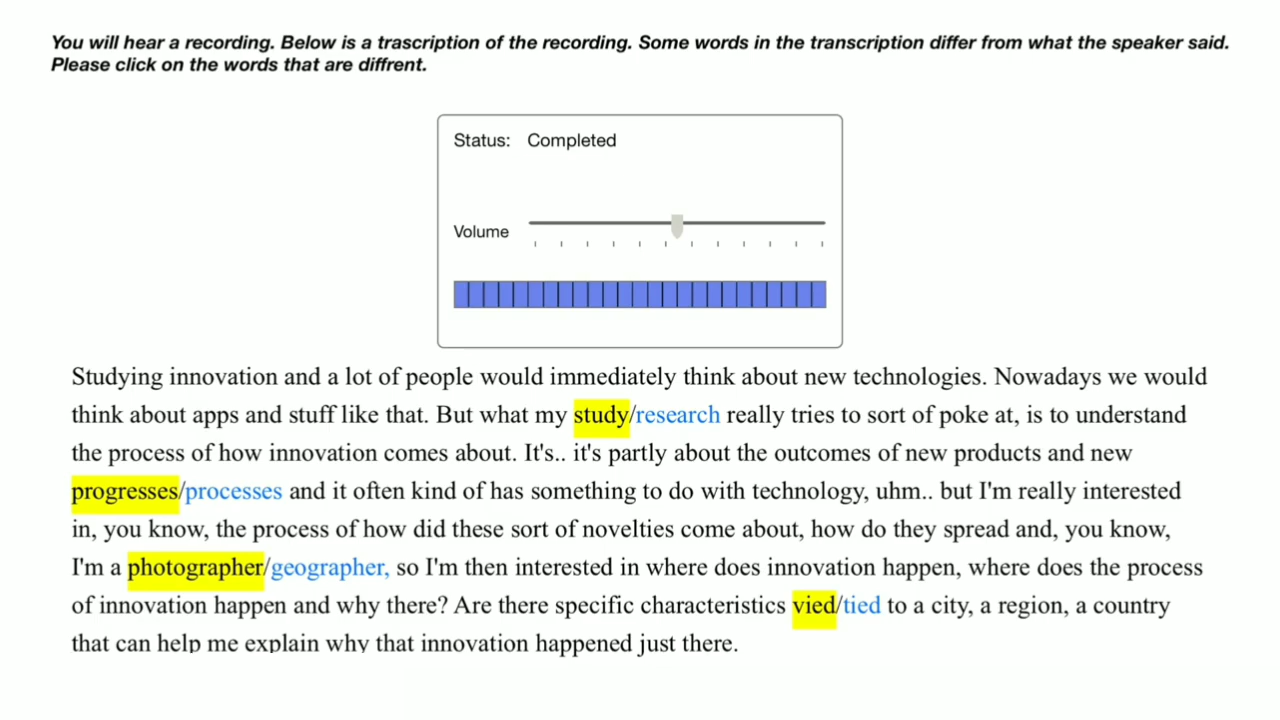 You will hear a recording. Below is a trascription of the recording. Some words in the transcription differ from what the speaker said.
Please click on the words that are diffrent.
Status: Completed
Volume
Studying innovation and a lot of people would immediately think about new technologies. Nowadays we would
think about apps and stuff like that. But what my study/research really tries to sort of poke at, is to understand
the process of how innovation comes about. It's.. it's partly about the outcomes of new products and new
progresses/processes and it often kind of has something to do with technology, uhm.. but I'm really interested
in, you know, the process of how did these sort of novelties come about, how do they spread and, you know,
I'm a photographer/geographer, so I'm then interested in where does innovation happen, where does the process
of innovation happen and why there? Are there specific characteristics vied/tied to a city, a region, a country
that can help me explain why that innovation happened just there.